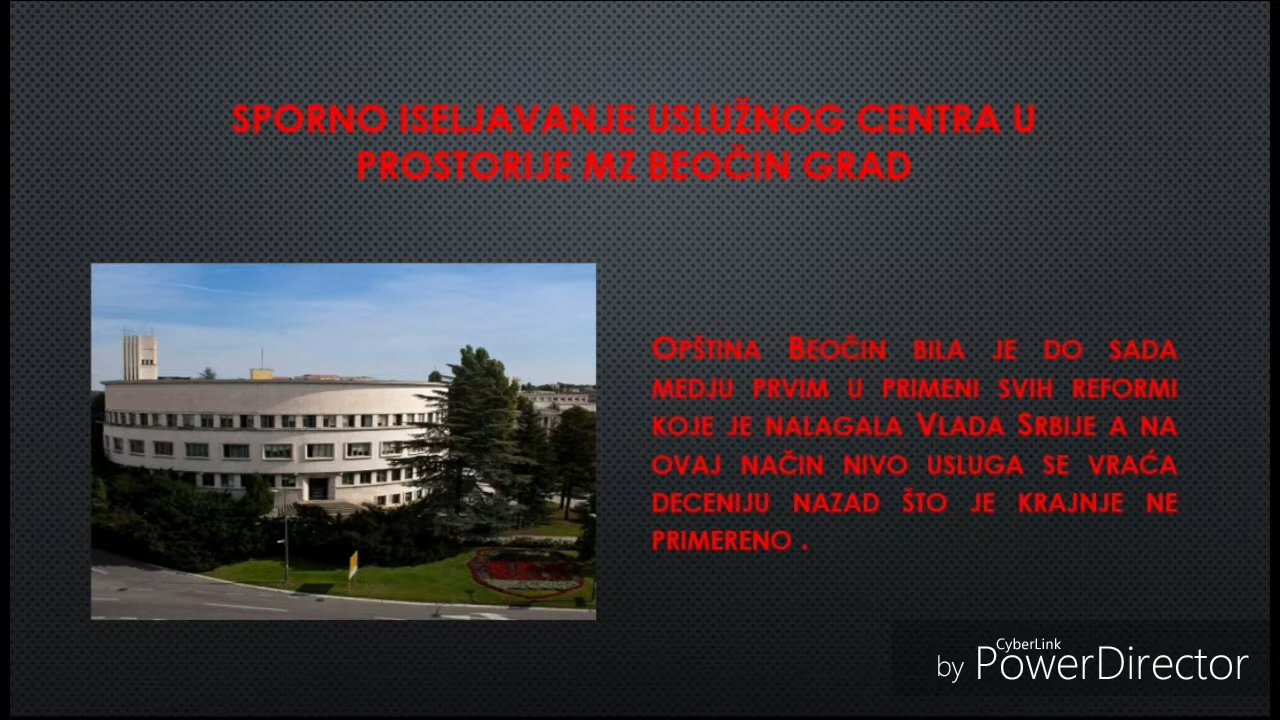 SPORNO ISELJAVANJE USLUŽNOG CENTRA U
PROSTORIJE MZ BEOČIN GRAD
OPŠTINA BEOČIN BILA JE DO SADA
MEDJU PRVIM U PRIMENI SVIH REFORMI
KOJE JE NALAGALA VLADA SRBIJE A NA
OVAJ NAČIN NIVO USLUGA SE VRAĆA
DECENIJU NAZAD ŠTO JE KRAJNJE NE
PRIMERENO .
CyberLink
by PowerDirector